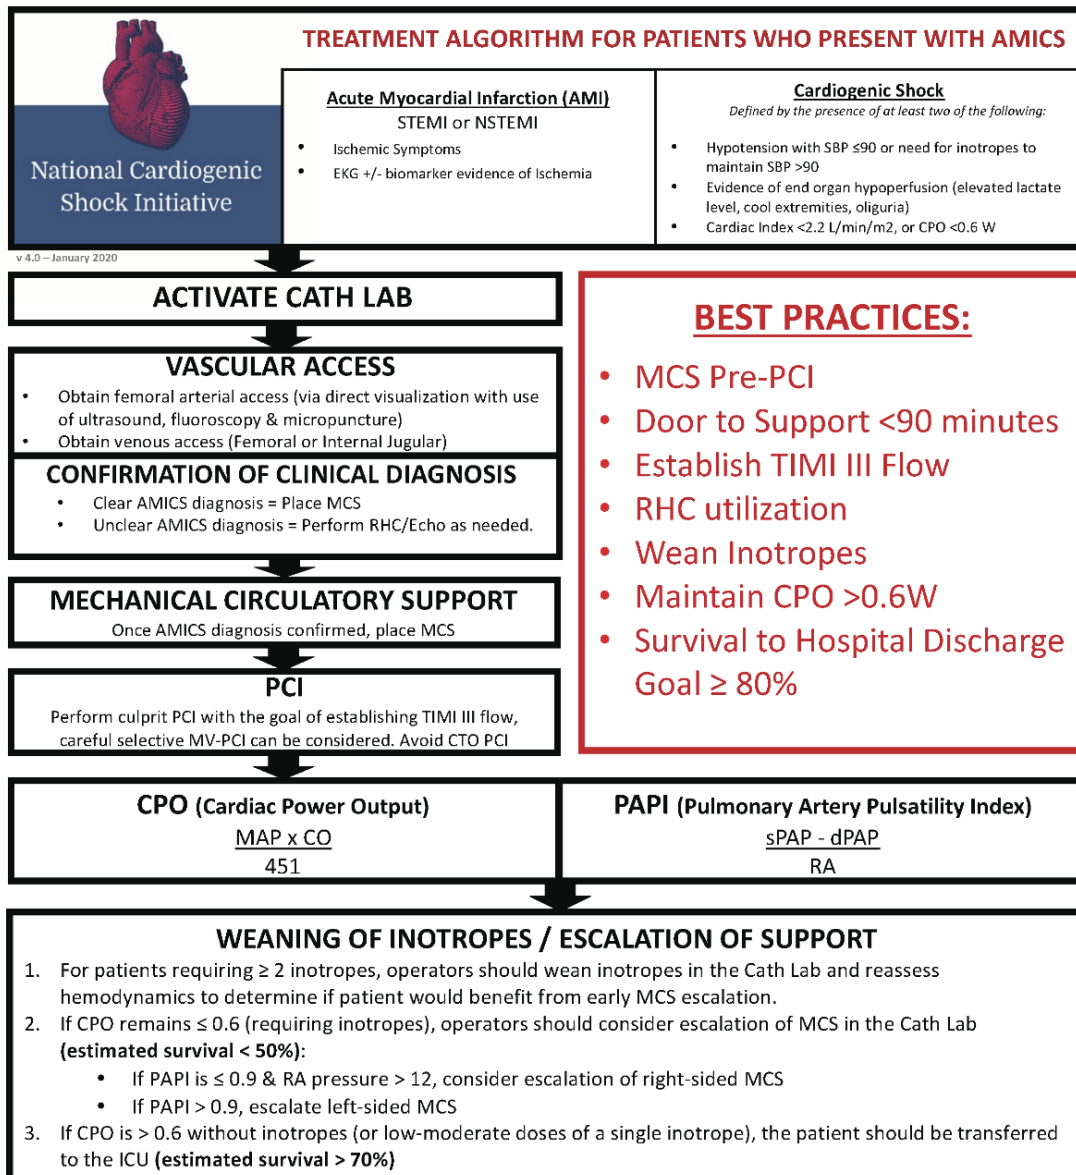 TREATMENT ALGORITHM FOR PATIENTS WHO PRESENT WITH AMICS
National Cardiogenic
Shock Initiative
v 4.0 – January 2020
Acute Myocardial Infarction (AMI)
STEMI or NSTEMI
• Ischemic Symptoms
• EKG +/- biomarker evidence of Ischemia
Cardiogenic Shock
Defined by the presence of at least two of the following:
• Hypotension with SBP ≤90 or need for inotropes to
maintain SBP >90
• Evidence of end organ hypoperfusion (elevated lactate
level, cool extremities, oliguria)
• Cardiac Index <2.2 L/min/m2, or CPO <0.6 W
ACTIVATE CATH LAB
VASCULAR ACCESS
• Obtain femoral arterial access (via direct visualization with use
of ultrasound, fluoroscopy & micropuncture)
• Obtain venous access (Femoral or Internal Jugular)
CONFIRMATION OF CLINICAL DIAGNOSIS
• Clear AMICS diagnosis = Place MCS
• Unclear AMICS diagnosis = Perform RHC/Echo as needed.
MECHANICAL CIRCULATORY SUPPORT
Once AMICS diagnosis confirmed, place MCS
PCI
Perform culprit PCI with the goal of establishing TIMI III flow,
careful selective MV-PCI can be considered. Avoid CTO PCI
BEST PRACTICES:
• MCS Pre-PCI
• Door to Support <90 minutes
• Establish TIMI III Flow
• RHC utilization
• Wean Inotropes
• Maintain CPO >0.6W
• Survival to Hospital Discharge
Goal ≥ 80%
CPO (Cardiac Power Output)
MAP x CO
451
PAPI (Pulmonary Artery Pulsatility Index)
sPAP - dPAP
RA
WEANING OF INOTROPES / ESCALATION OF SUPPORT
1. For patients requiring ≥ 2 inotropes, operators should wean inotropes in the Cath Lab and reassess
hemodynamics to determine if patient would benefit from early MCS escalation.
2. If CPO remains ≤ 0.6 (requiring inotropes), operators should consider escalation of MCS in the Cath Lab
(estimated survival < 50%):
• If PAPI is ≤ 0.9 & RA pressure > 12, consider escalation of right-sided MCS
• If PAPI > 0.9, escalate left-sided MCS
3. If CPO is > 0.6 without inotropes (or low-moderate doses of a single inotrope), the patient should be transferred
to the ICU (estimated survival > 70%)